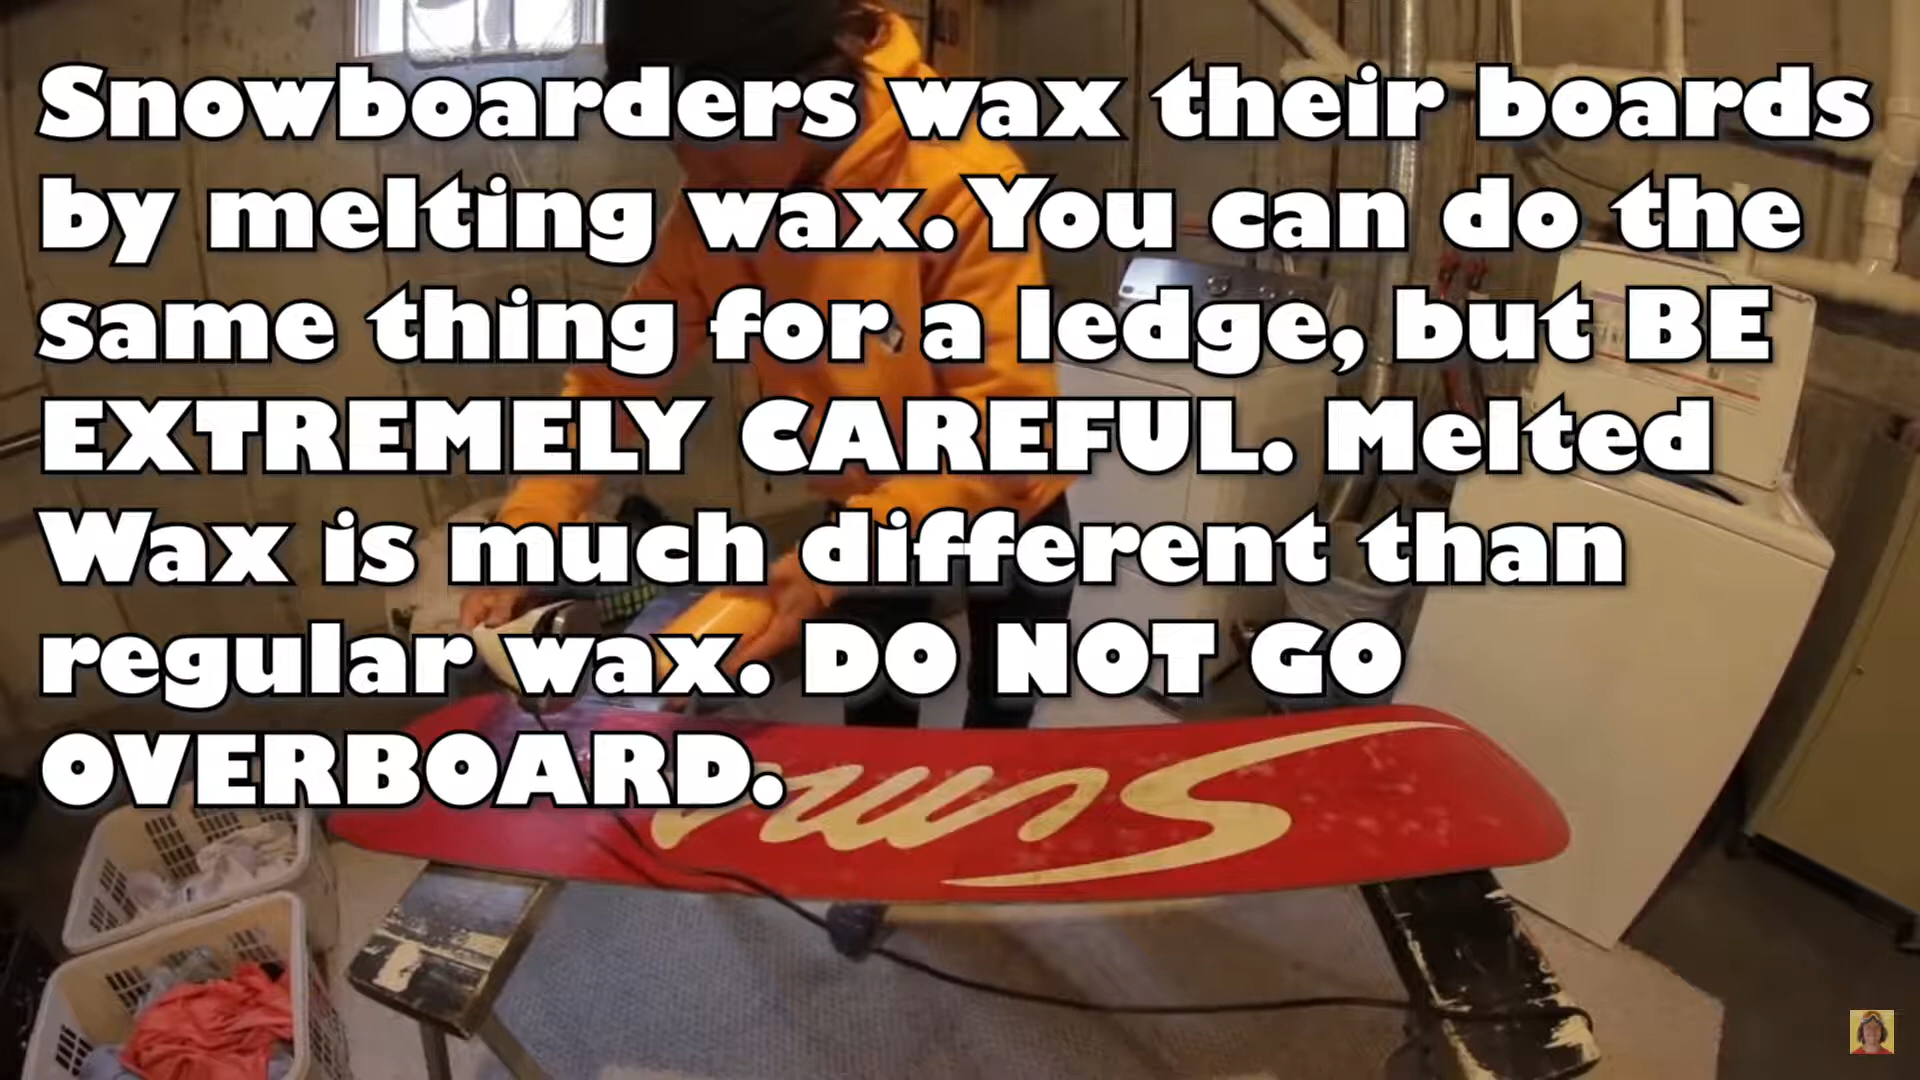 Snowboarders wax their boards
by melting wax. You can do the
same thing for a ledge, but BE
EXTREMELY CAREFUL. Melted
Wax is much different than
regular wax. DO NOT GO
OVERBOARD.